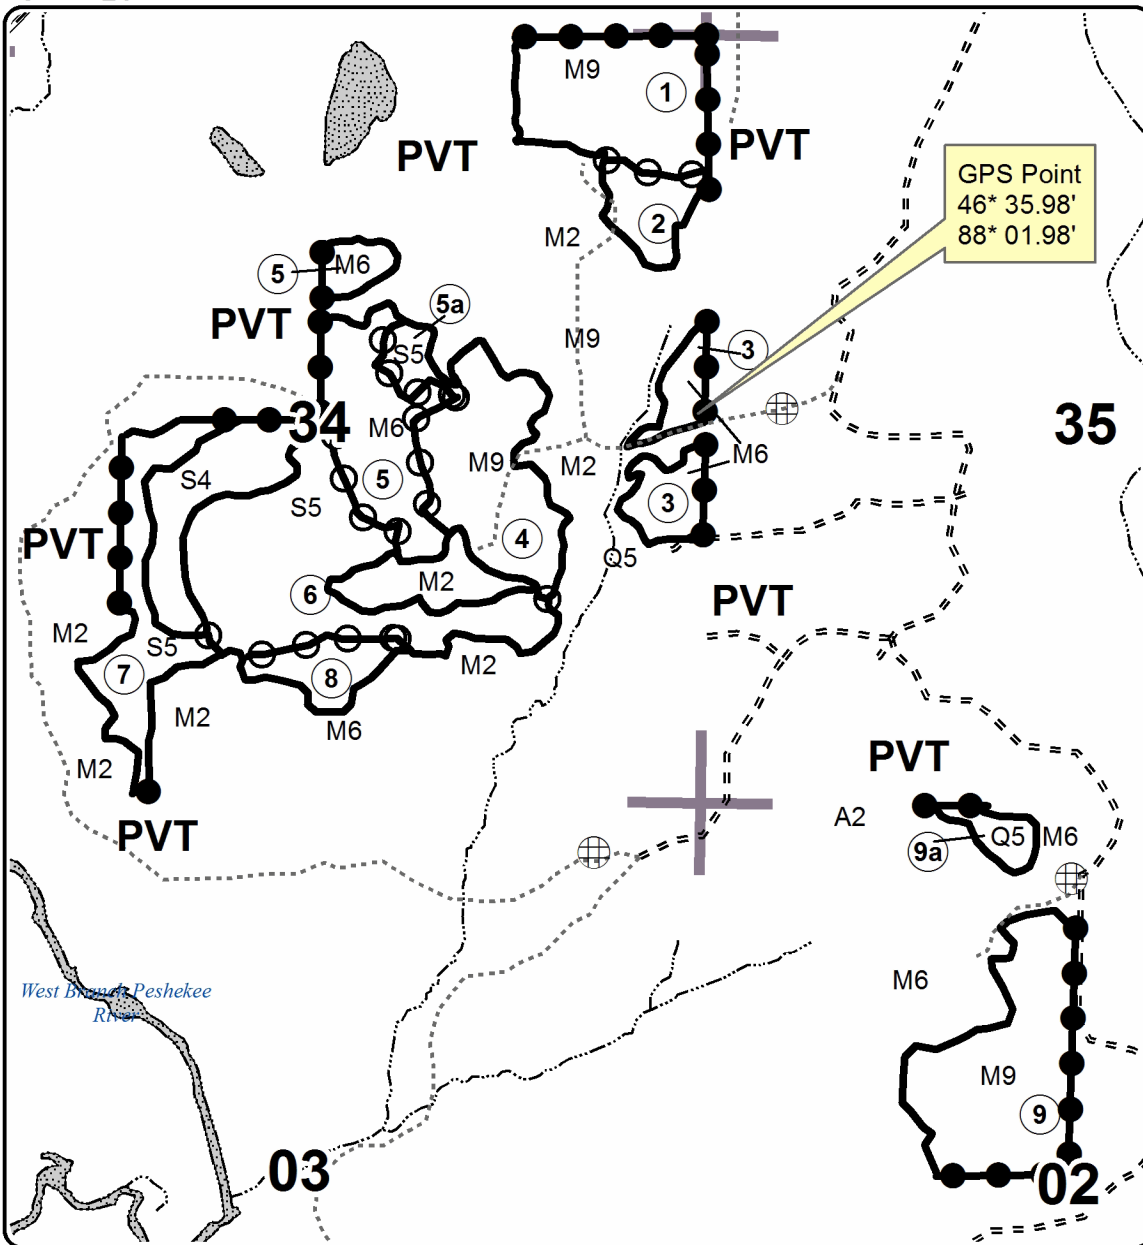 M9
1
PVT
PVT
GPS Point
46* 35.98'
88* 01.98'
2
M2
5
M6
5a
PVT
M9
3
S5
34
M6
35
S4
M9
M2
M6
5
S5
3
PVT
4
Q5
M2
6
PVT
M2
S5
7
8
M2
M2
M6
PVT
M2
A2
PVT
Q5
M6
9a
West Branch Peshekee
River
M6
M9
9
03
02